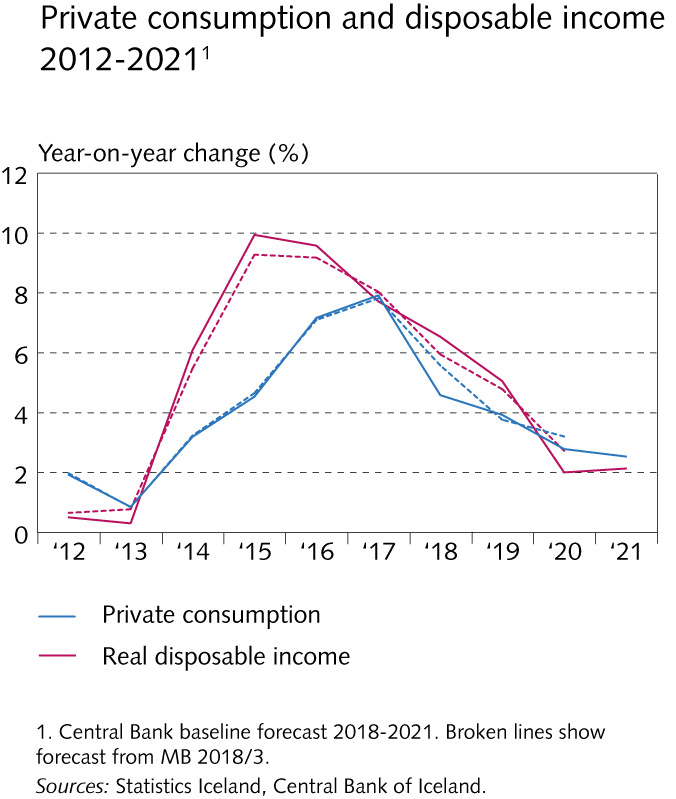 Private consumption and disposable income
2012-2021¹
Year-on-year change (%)
12
10
8
6
4
2
0
‘12 ‘13 ‘14 ‘15 ‘16 ‘17 ‘18 ‘19 ‘20 ‘21
Private consumption
Real disposable income
1. Central Bank baseline forecast 2018-2021. Broken lines show
forecast from MB 2018/3.
Sources: Statistics Iceland, Central Bank of Iceland.